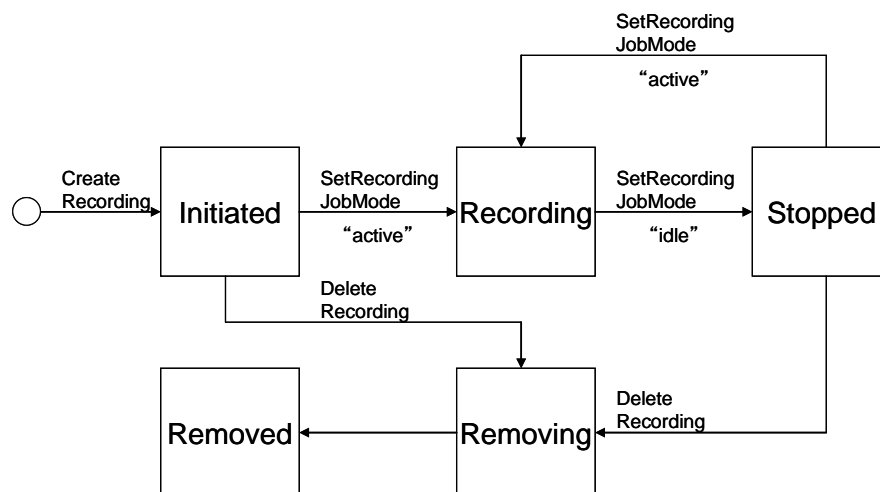 SetRecording
JobMode
“active”
Create
Recording
Initiated
SetRecording
JobMode
“active”
Recording
SetRecording
JobMode
“idle”
Stopped
Delete
Recording
Removed
Removing
Delete
Recording